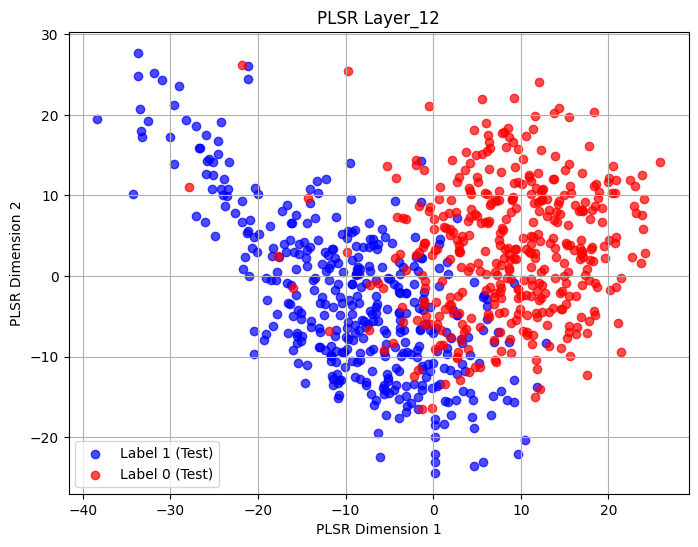 PLSR Layer_12
30
20
10
0
−10
−20
PLSR Dimension 2
Label 1 (Test)
Label 0 (Test)
−40 −30 −20 −10 0 10 20
PLSR Dimension 1